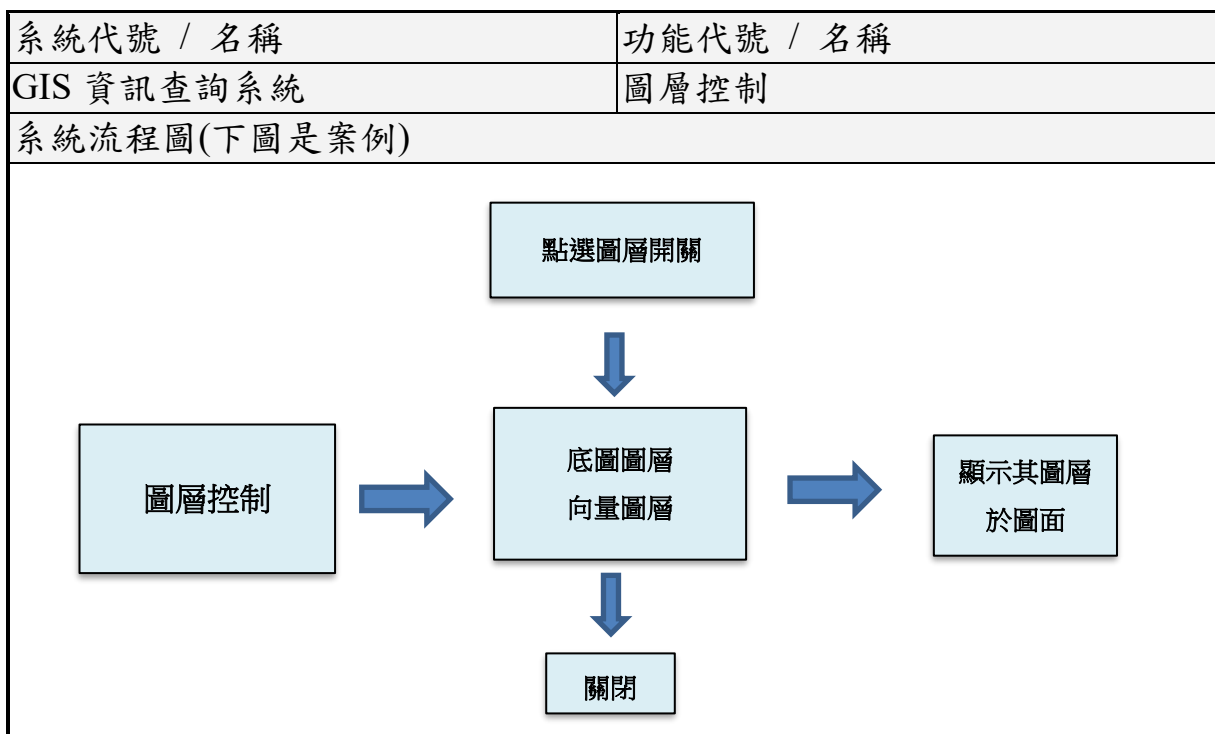 系統代號 / 名稱
功能代號 / 名稱
GIS 資訊查詢系統
圖層控制
系統流程圖(下圖是案例)
點選圖層開關
圖層控制
底圖圖層
向量圖層
顯示其圖層
於圖面
關閉